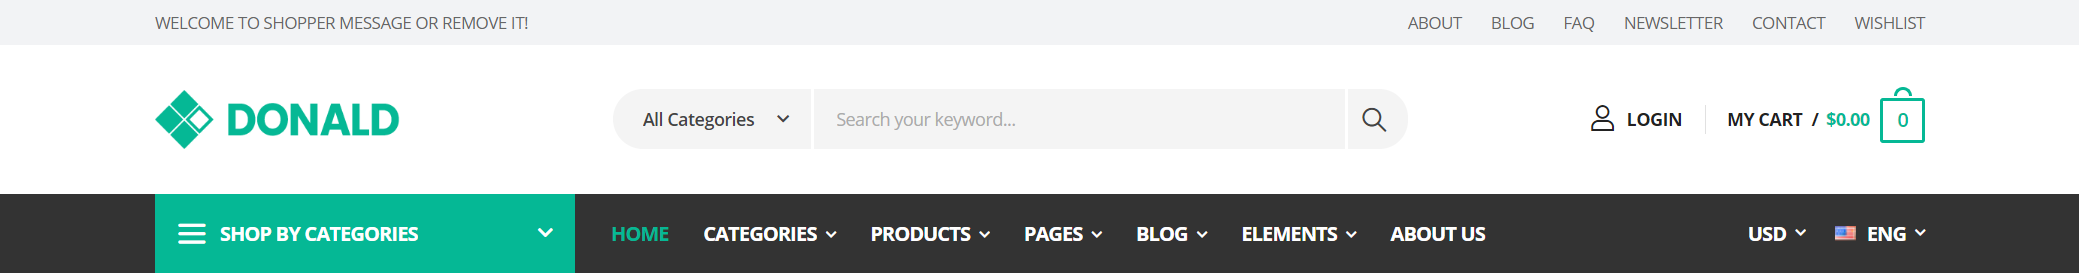 WELCOME TO SHOPPER MESSAGE OR REMOVE IT! ABOUT BLOG FAQ NEWSLETTER CONTACT WISHLIST
DONALD All Categories Search your keyword... LOGIN MY CART / $0.00 0
SHOP BY CATEGORIES HOME CATEGORIES PRODUCTS PAGES BLOG ELEMENTS ABOUT US USD ENG